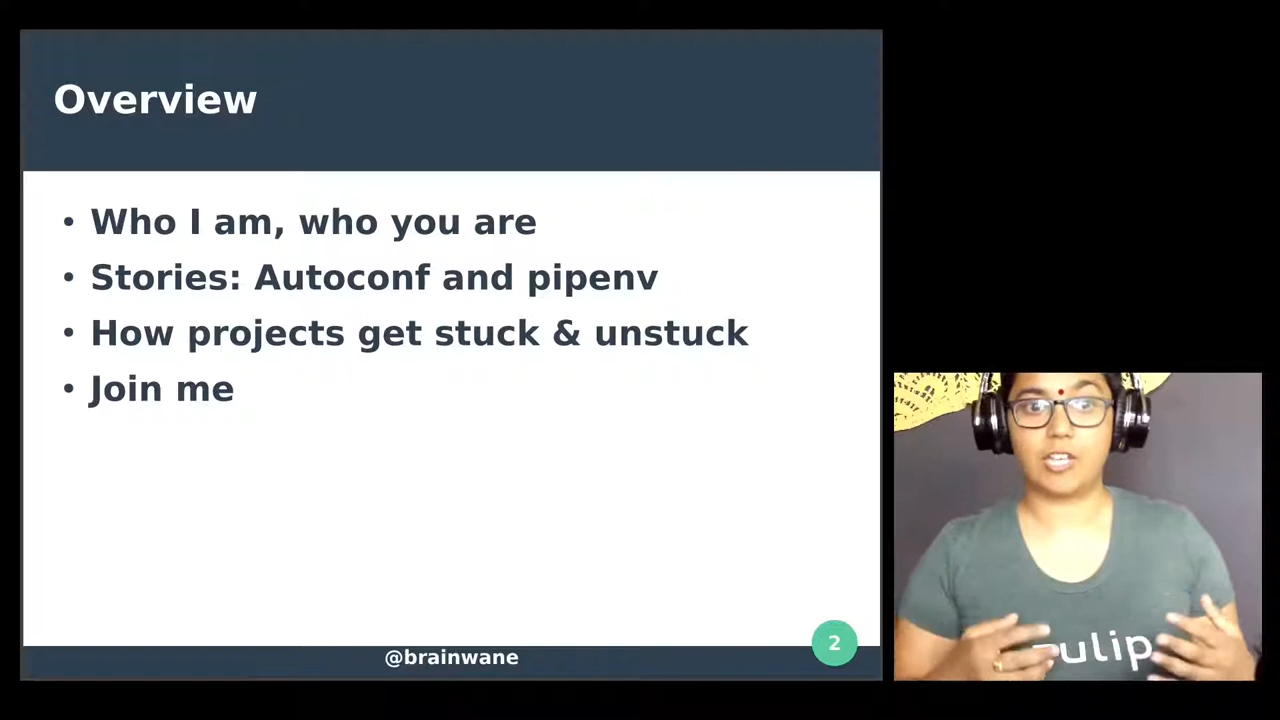 Overview
• Who I am, who you are
• Stories: Autoconf and pipenv
• How projects get stuck & unstuck
• Join me
@brainwane
2
zulip